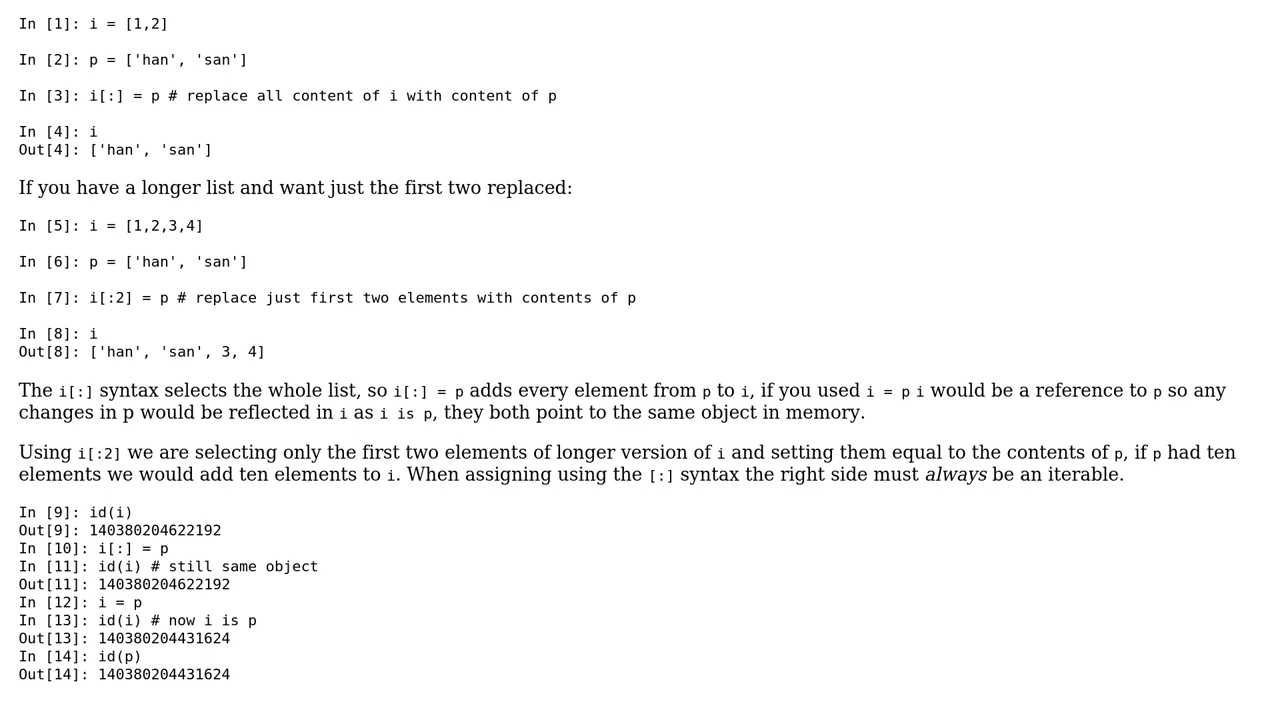 In [1]: i = [1,2]
In [2]: p = ['han', 'san']
In [3]: i[:] = p # replace all content of i with content of p
In [4]: i
Out[4]: ['han', 'san']
If you have a longer list and want just the first two replaced:
In [5]: i = [1,2,3,4]
In [6]: p = ['han', 'san']
In [7]: i[:2] = p # replace just first two elements with contents of p
In [8]: i
Out[8]: ['han', 'san', 3, 4]
The i[:] syntax selects the whole list, so i[:] = p adds every element from p to i, if you used i = p i would be a reference to p so any
changes in p would be reflected in i as i is p, they both point to the same object in memory.
Using i[:2] we are selecting only the first two elements of longer version of i and setting them equal to the contents of p, if p had ten
elements we would add ten elements to i. When assigning using the [:] syntax the right side must always be an iterable.
In [9]: id(i)
Out[9]: 140380204622192
In [10]: i[:] = p
In [11]: id(i) # still same object
Out[11]: 140380204622192
In [12]: i = p
In [13]: id(i) # now i is p
Out[13]: 140380204431624
In [14]: id(p)
Out[14]: 140380204431624